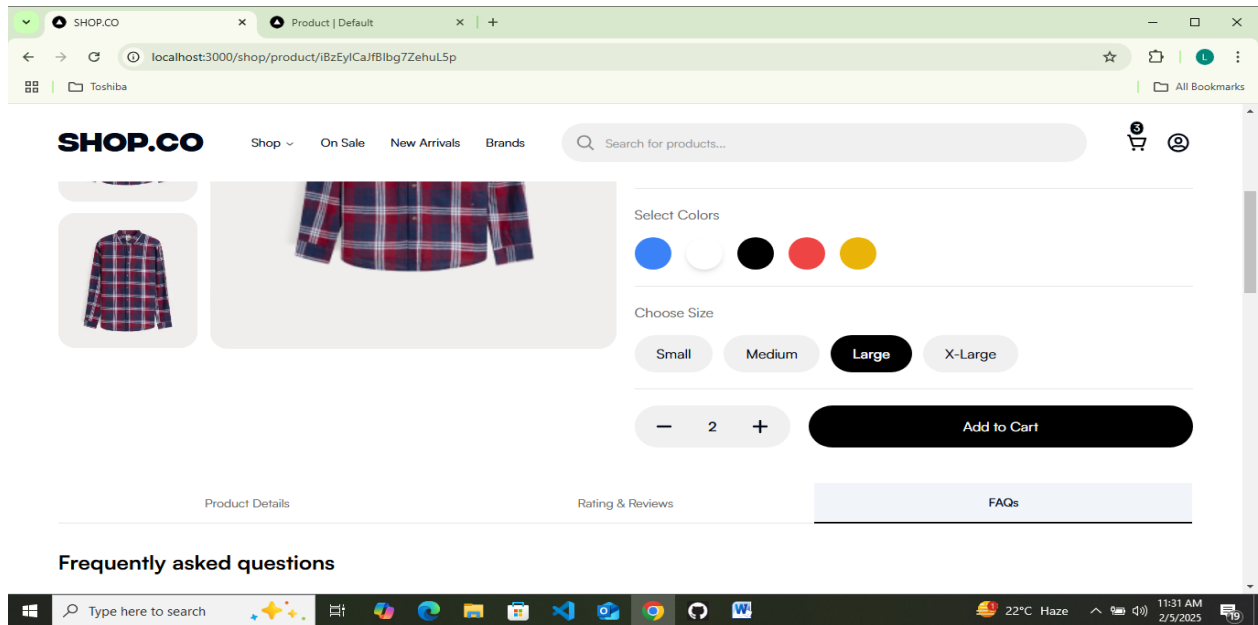 SHOP.CO
Product | Default
localhost:3000/shop/product/iBzEylCaJfBIbg7ZehuL5p
L
Toshiba
All Bookmarks
SHOP.CO
Shop
On Sale
New Arrivals
Brands
Search for products...
3
Select Colors
Choose Size
Small
Medium
Large
X-Large
2
Add to Cart
Product Details
Rating & Reviews
FAQs
Frequently asked questions
Type here to search
22°C Haze
11:31 AM
2/5/2025
19